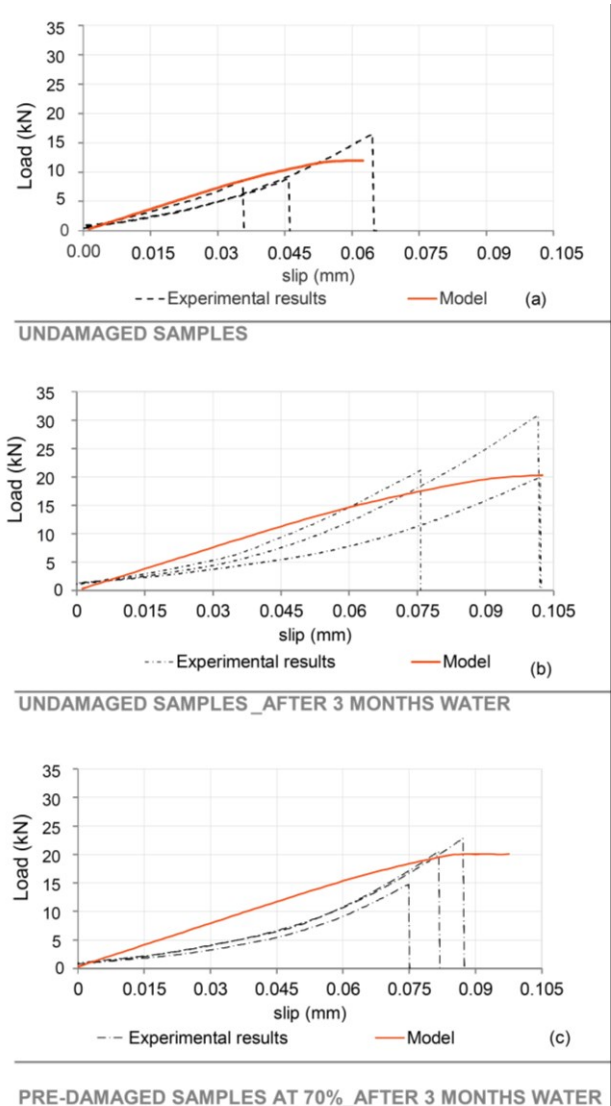 35
30
25
20
15
10
5
0
Load (kN)
0.00 0.015 0.03 0.045 0.06 0.075 0.09 0.105
slip (mm)
Experimental results Model (a)
UNDAMAGED SAMPLES
35
30
25
20
15
10
5
0
Load (kN)
0 0.015 0.03 0.045 0.06 0.075 0.09 0.105
slip (mm)
Experimental results Model (b)
UNDAMAGED SAMPLES_AFTER 3 MONTHS WATER
35
30
25
20
15
10
5
0
Load (kN)
0 0.015 0.03 0.045 0.06 0.075 0.09 0.105
slip (mm)
Experimental results Model (c)
PRE-DAMAGED SAMPLES AT 70%_AFTER 3 MONTHS WATER